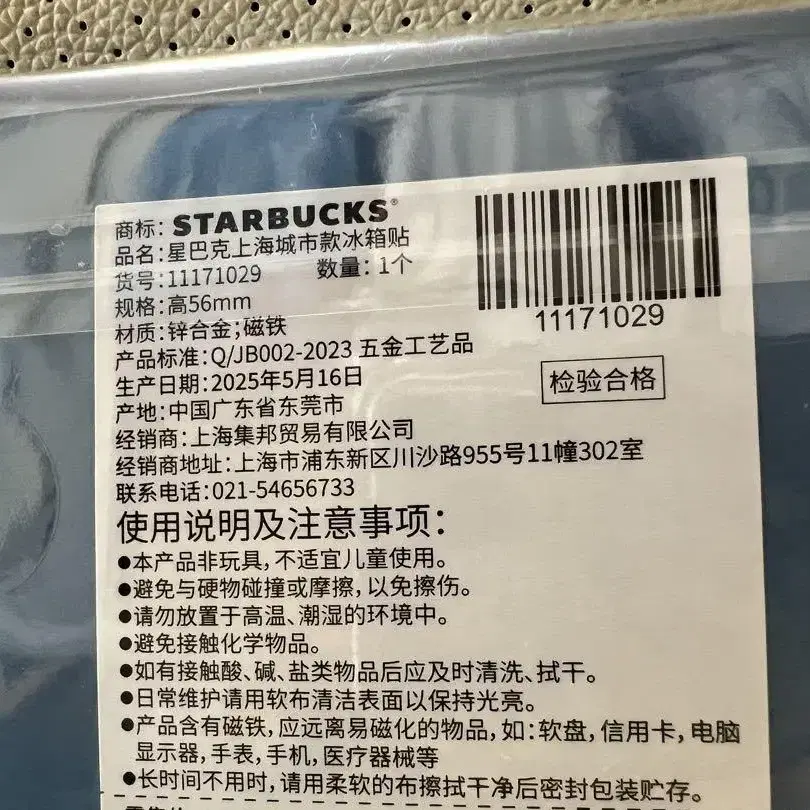 商标: STARBUCKS®
品名:星巴克上海城市款冰箱贴
货号:11171029 数量: 1个
规格:高56mm
材质:锌合金;磁铁
产品标准:Q/JB002-2023 五金工艺品
生产日期:2025年5月16日
产地:中国广东省东莞市
经销商:上海集邦贸易有限公司
经销商地址:上海市浦东新区川沙路955号11幢302室
联系电话:021-54656733
11171029
检验合格
使用说明及注意事项:
●本产品非玩具,不适宜儿童使用。
●避免与硬物碰撞或摩擦,以免擦伤。
●请勿放置于高温、潮湿的环境中。
●避免接触化学物品。
●如有接触酸、碱、盐类物品后应及时清洗、拭干。
●日常维护请用软布清洁表面以保持光亮。
●产品含有磁铁,应远离易磁化的物品,如:软盘,信用卡,电脑
显示器,手表,手机,医疗器械等
●长时间不用时,请用柔软的布擦拭干净后密封包装贮存。